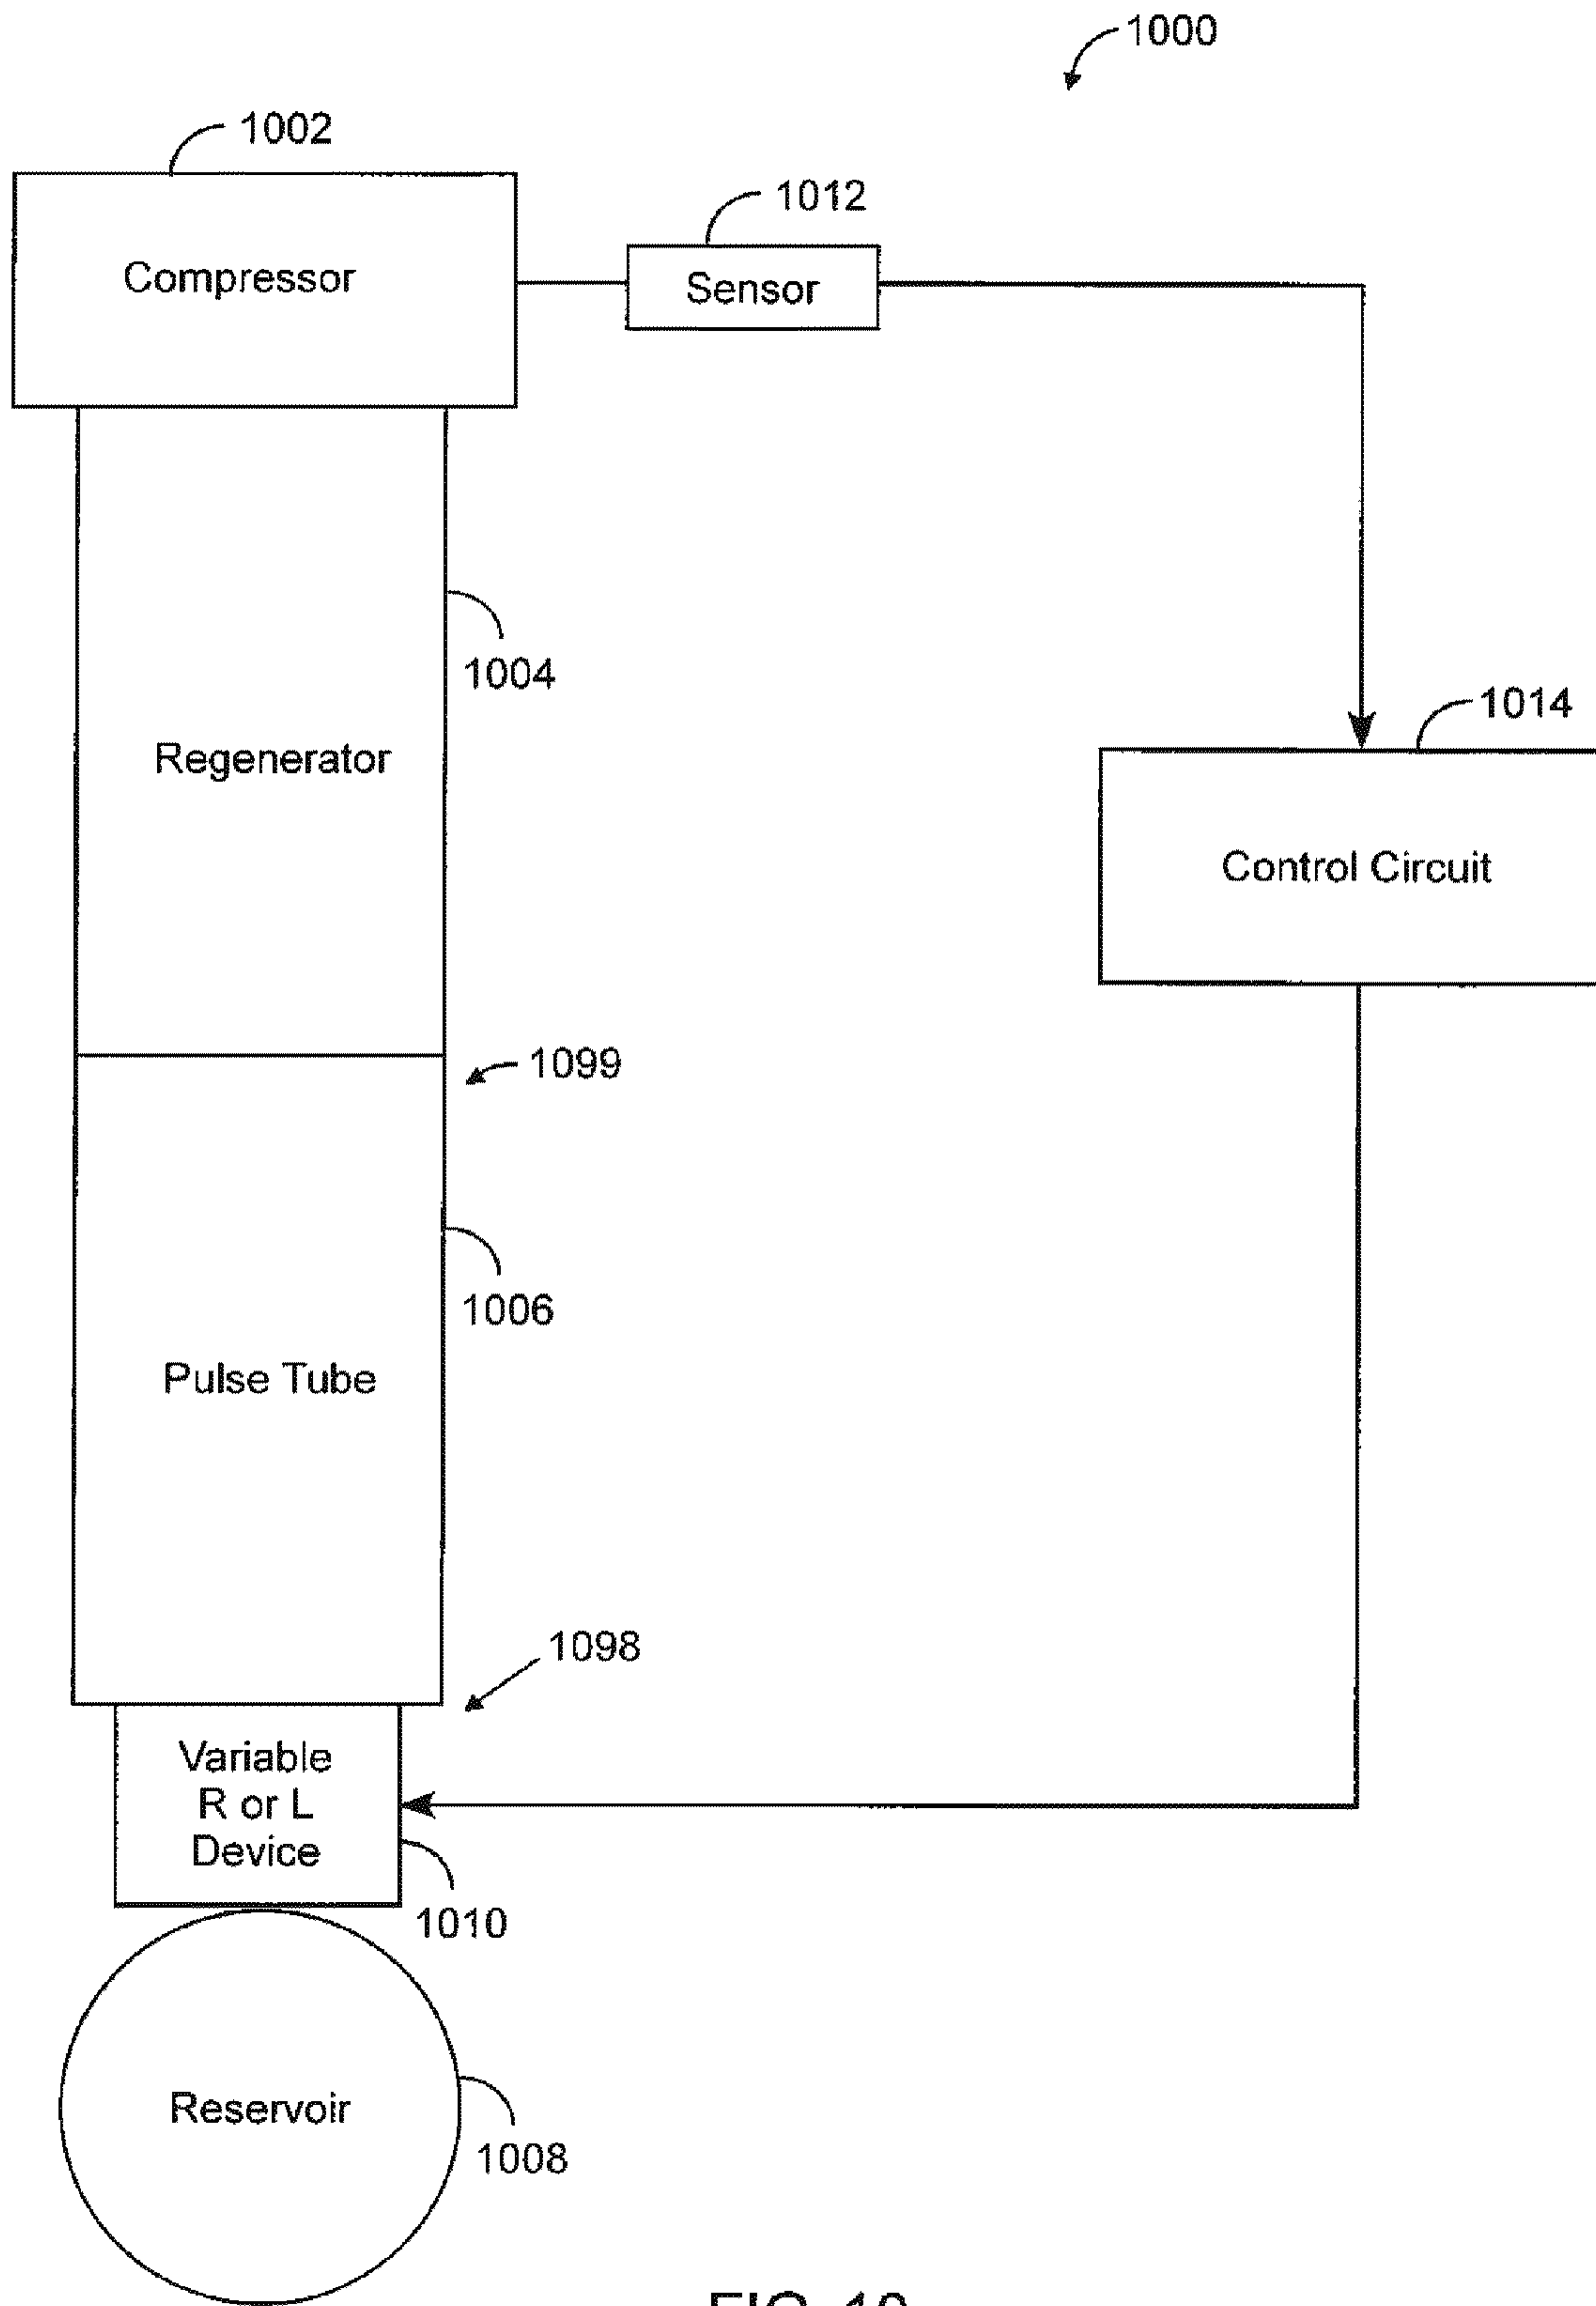 1000
1002
1012
Compressor
Sensor
1004
1014
Regenerator
Control Circuit
1099
1006
Pulse Tube
1098
Variable
R or L
Device
1010
Reservoir
1008